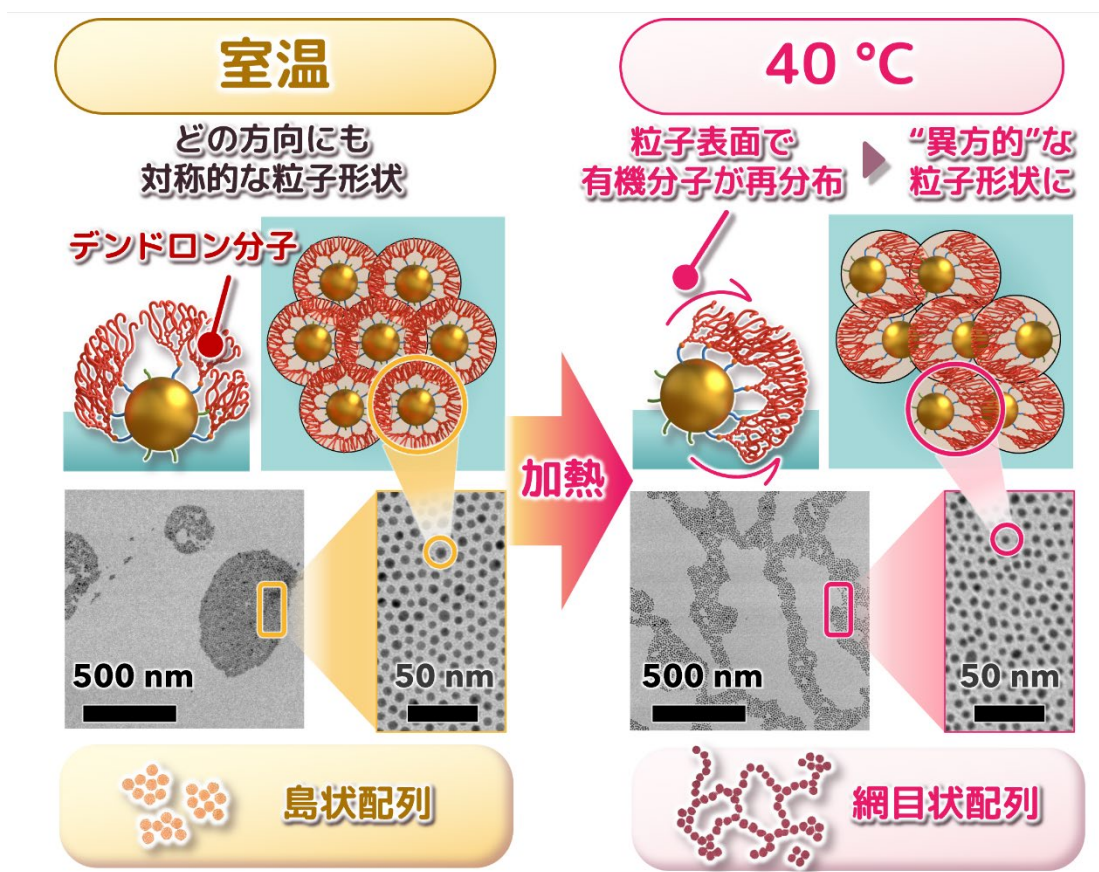 室温
どの方向にも
対称的な粒子形状
デンドロン分子
500 nm
50 nm
島状配列
加熱
40 °C
粒子表面で
有機分子が再分布
“異方的”な
粒子形状に
500 nm
50 nm
網目状配列